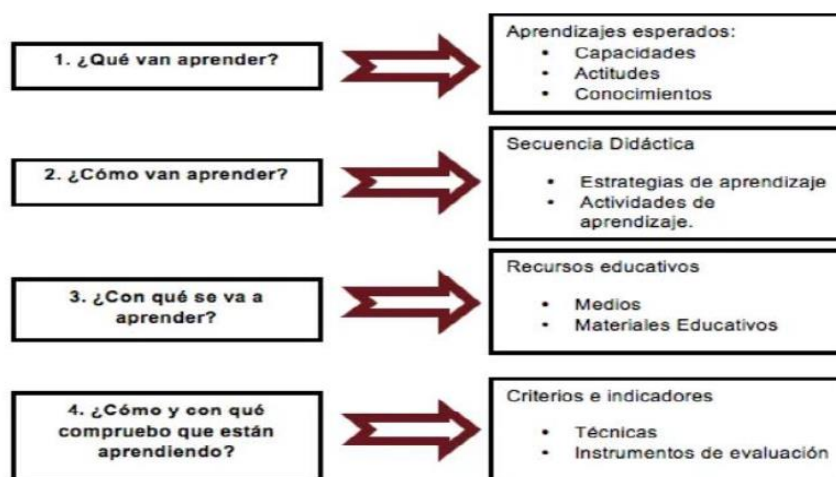 1. ¿Qué van aprender?
Aprendizajes esperados:
• Capacidades
• Actitudes
• Conocimientos
2. ¿Cómo van aprender?
Secuencia Didáctica
• Estrategias de aprendizaje
• Actividades de
aprendizaje.
3. ¿Con qué se va a
aprender?
Recursos educativos
• Medios
• Materiales Educativos
4. ¿Cómo y con qué
compruebo que están
aprendiendo?
Criterios e indicadores
• Técnicas
• Instrumentos de evaluación